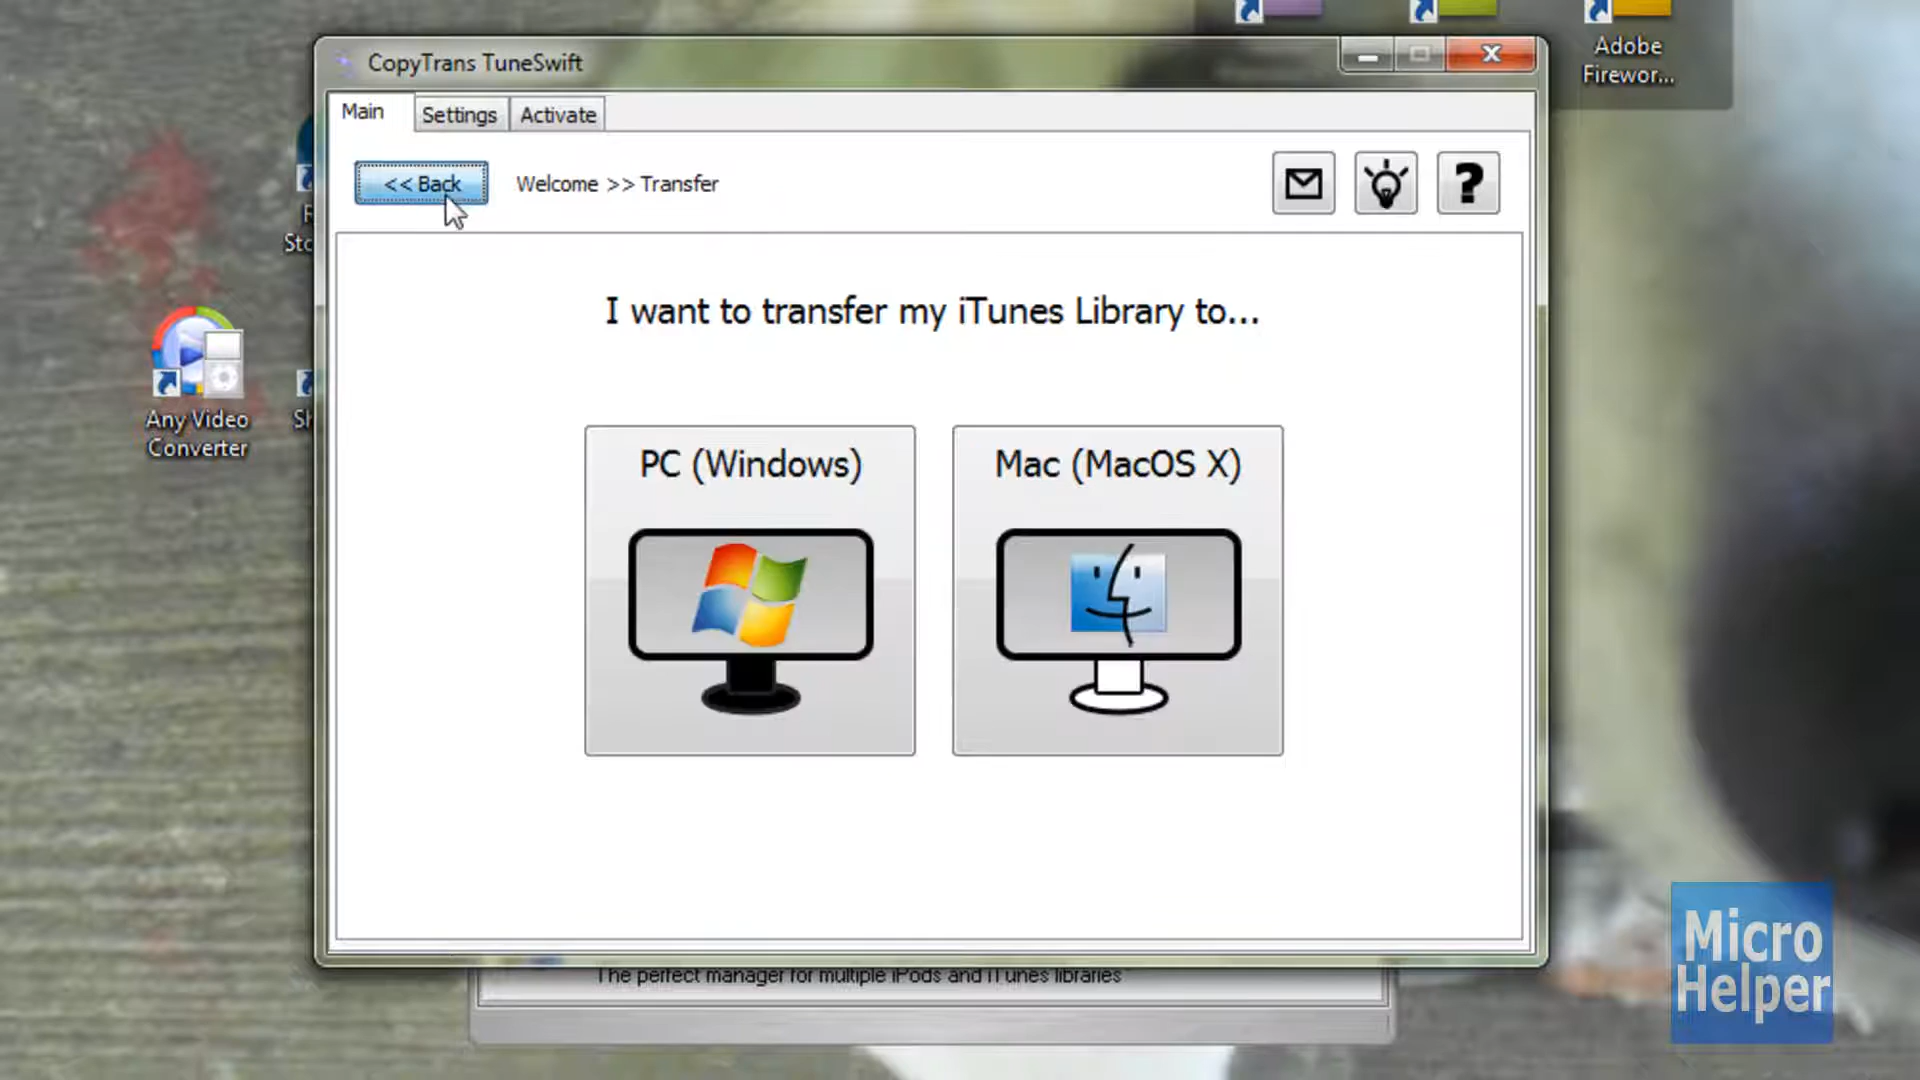 Adobe
Firewor...
CopyTrans TuneSwift
Main
Settings
Activate
<< Back
Welcome >> Transfer
?
I want to transfer my iTunes Library to...
PC (Windows)
Mac (MacOS X)
Any Video
Converter
The perfect manager for multiple iPods and iTunes libraries
Micro
Helper